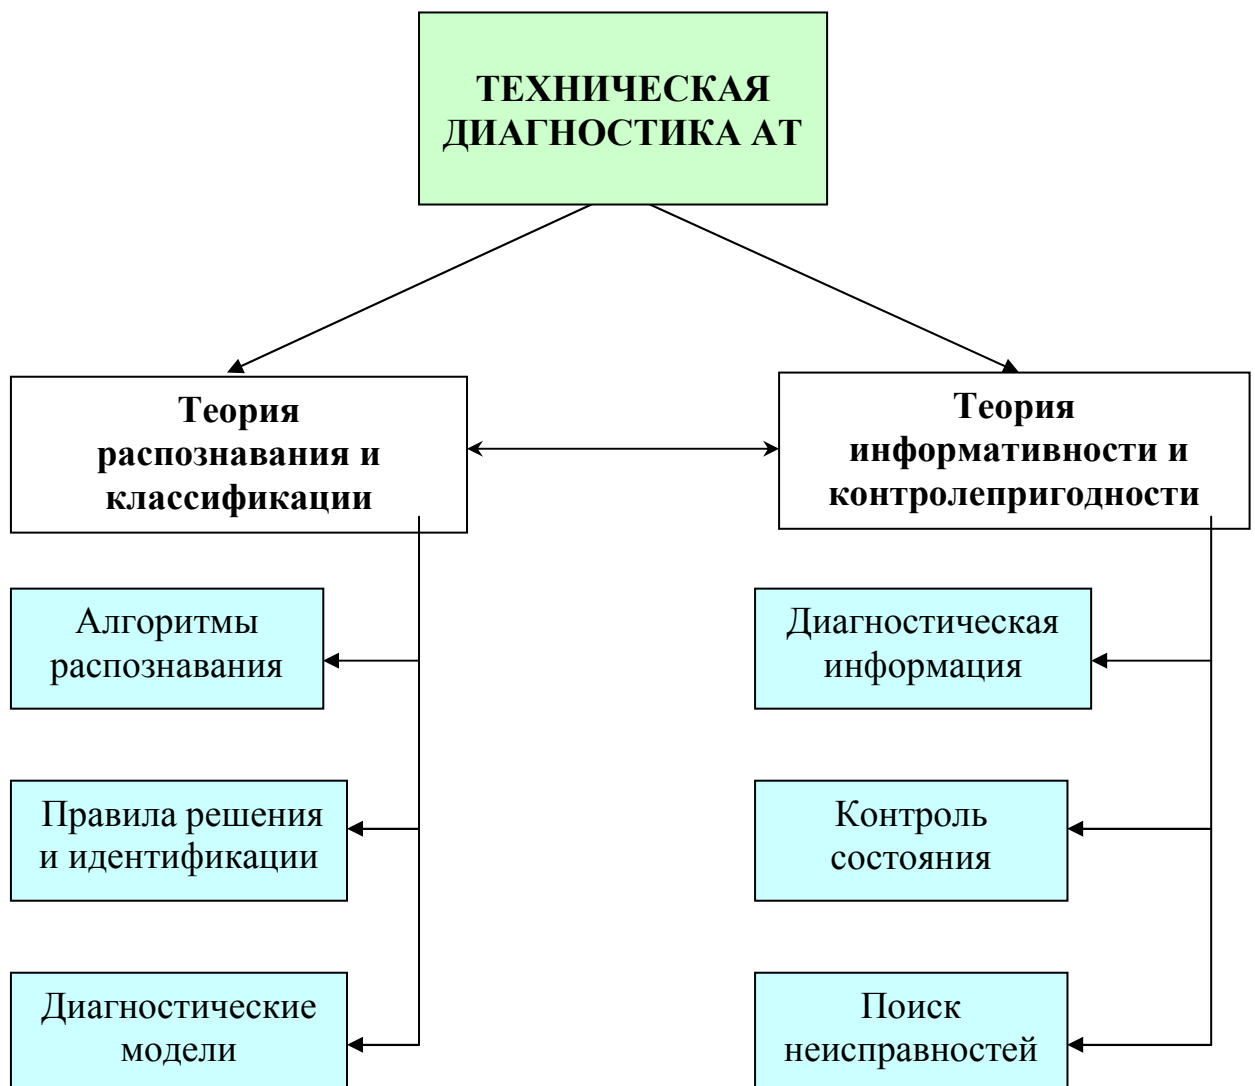 ТЕХНИЧЕСКАЯ
ДИАГНОСТИКА АТ
Теория
распознавания и
классификации
Теория
информативности и
контролепригодности
Алгоритмы
распознавания
Диагностическая
информация
Правила решения
и идентификации
Контроль
состояния
Диагностические
модели
Поиск
неисправностей